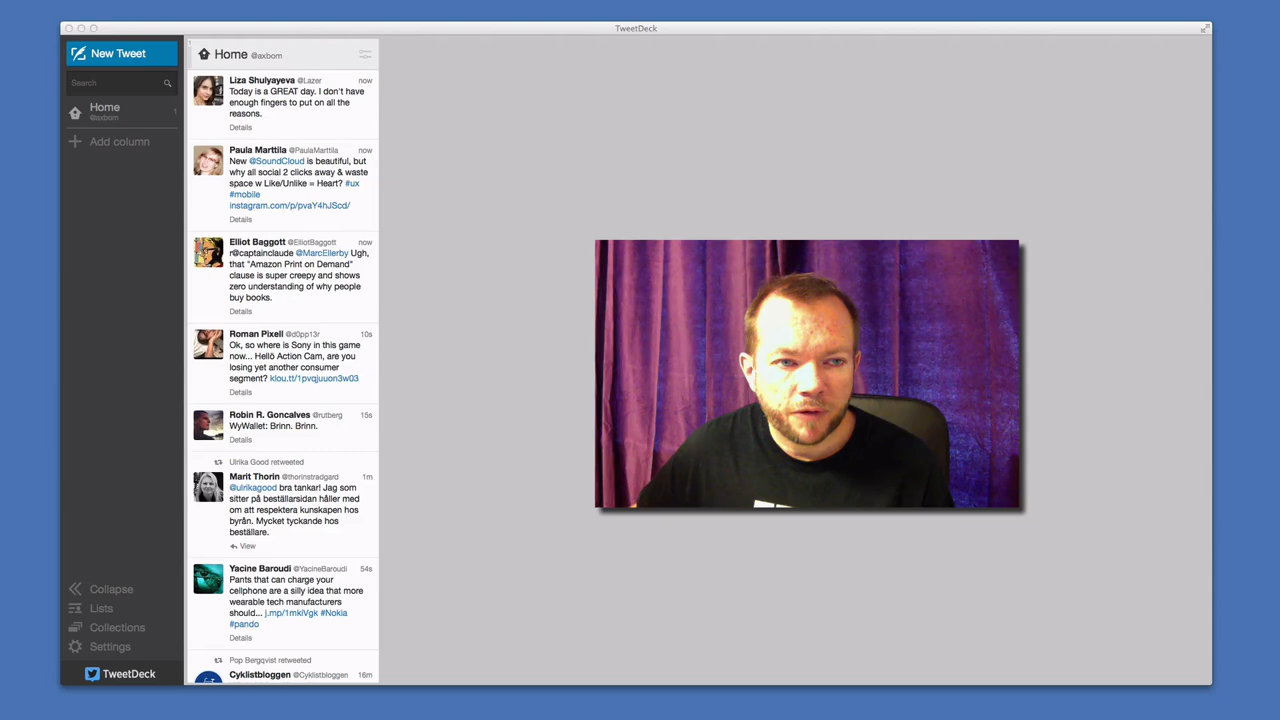 TweetDeck
New Tweet
Search
Home
@axbom
1
Add column
Collapse
Lists
Collections
Settings
TweetDeck
1
Home @axbom
Liza Shulyayeva @Lazer now
Today is a GREAT day. I don't have
enough fingers to put on all the
reasons.
Details
Paula Marttila @PaulaMarttila now
New @SoundCloud is beautiful, but
why all social 2 clicks away & waste
space w Like/Unlike = Heart? #ux
#mobile
instagram.com/p/pvaY4hJScd/
Details
Elliot Baggott @ElliotBaggott now
r@captainclaude @MarcEllerby Ugh,
that "Amazon Print on Demand"
clause is super creepy and shows
zero understanding of why people
buy books.
Details
Roman Pixell @d0pp13r 10s
Ok, so where is Sony in this game
now... Hellö Action Cam, are you
losing yet another consumer
segment? klou.tt/1pvqjuuon3w03
Details
Robin R. Goncalves @rutberg 15s
WyWallet: Brinn. Brinn.
Details
Ulrika Good retweeted
Marit Thorin @thorinstradgard 1m
@ulrikagood bra tankar! Jag som
sitter på beställarsidan håller med
om att respektera kunskapen hos
byrån. Mycket tyckande hos
beställare.
View
Yacine Baroudi @YacineBaroudi 54s
Pants that can charge your
cellphone are a silly idea that more
wearable tech manufacturers
should... j.mp/1mkiVgk #Nokia
#pando
Details
Pop Bergqvist retweeted
Cyklistbloggen @Cyklistbloggen 16m